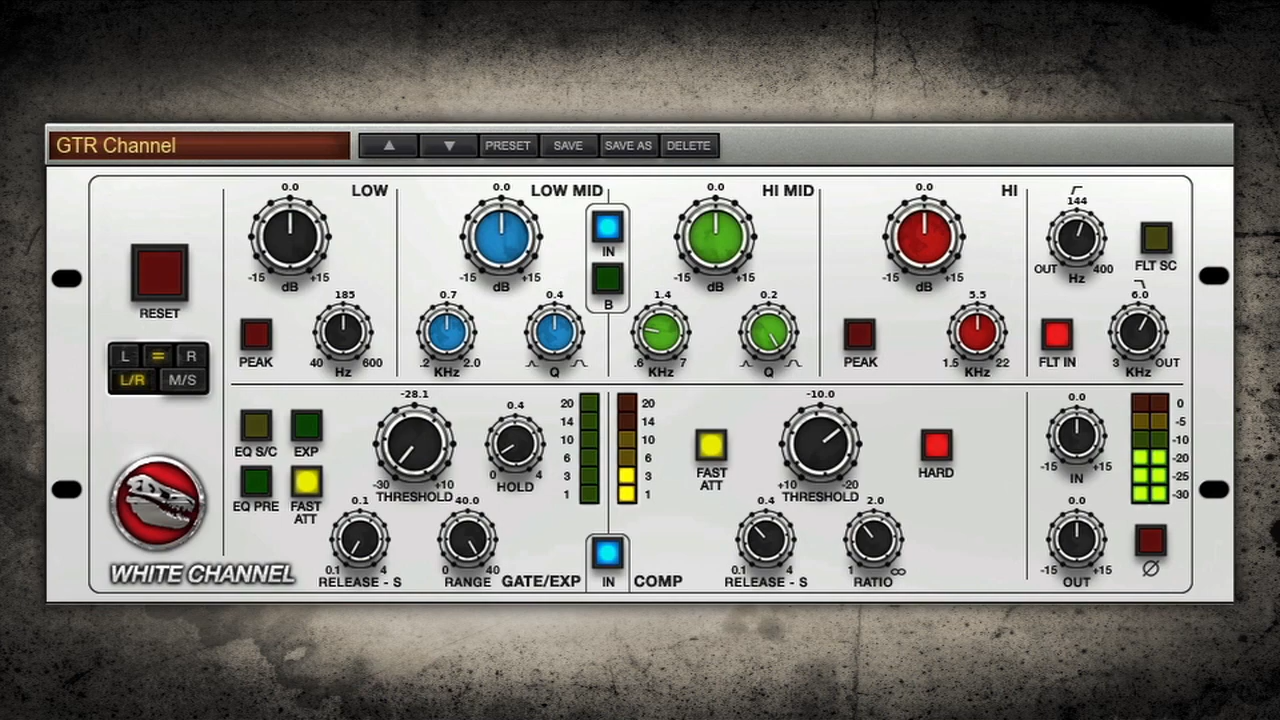 GTR Channel ▲ ▼ PRESET SAVE SAVE AS DELETE
0.0 LOW 0.0 LOW MID 0.0 HI MID 0.0 HI 144
-15 +15 dB
-15 +15 dB
IN
-15 +15 dB
-15 +15 dB
OUT 400 Hz
FLT SC
RESET
B
185 0.7 0.4 1.4 0.2 5.5 6.0
PEAK 40 600 Hz
.2 2.0 KHz
Q
.6 7 KHz
Q
PEAK 1.5 22 KHz
FLT IN 3 OUT KHz
L = R
L/R M/S
-28.1 -10.0 0.0
EQ S/C EXP
EQ PRE FAST ATT
-30 +10 THRESHOLD
0.4
0 4 HOLD
20 20
14 14
10 10
6 6
3 3
1 1
FAST ATT
+10 -20 THRESHOLD
HARD
-15 +15 IN
0
-5
-10
-20
-25
-30
0.1 40.0 0.4 2.0 0.0
0.1 4 RELEASE - S
0 40 RANGE
GATE/EXP IN COMP
0.1 4 RELEASE - S
1 ∞ RATIO
-15 +15 OUT
Ø
WHITE CHANNEL